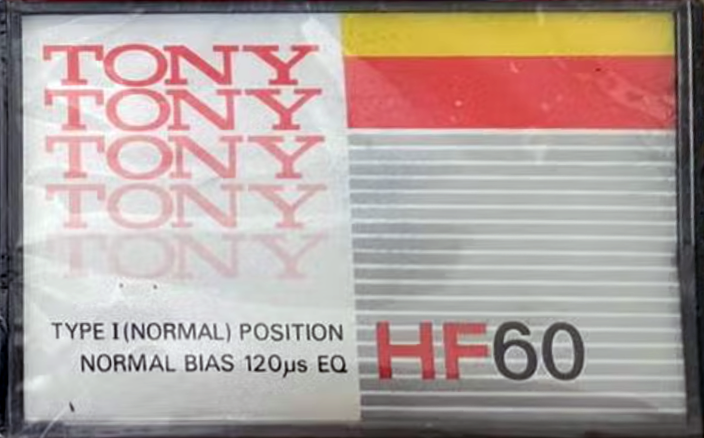 TONY
TONY
TONY
TONY
TONY
TYPE I (NORMAL) POSITION
NORMAL BIAS 120µs EQ
HF60